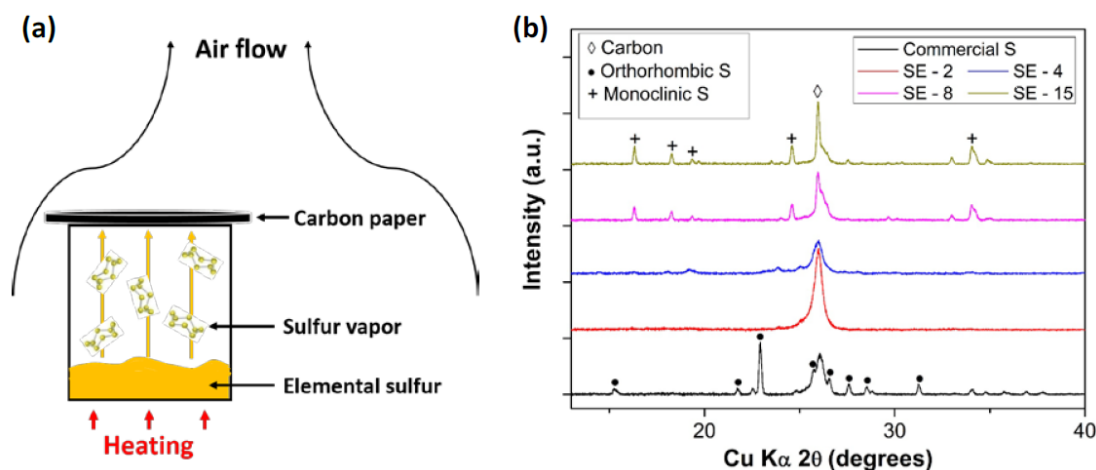 (a)
Air flow
Carbon paper
Sulfur vapor
Elemental sulfur
Heating
(b)
◊ Carbon
• Orthorhombic S
+ Monoclinic S
Commercial S
SE - 2
SE - 4
SE - 8
SE - 15
Intensity (a.u.)
20
30
40
Cu Kα 2θ (degrees)